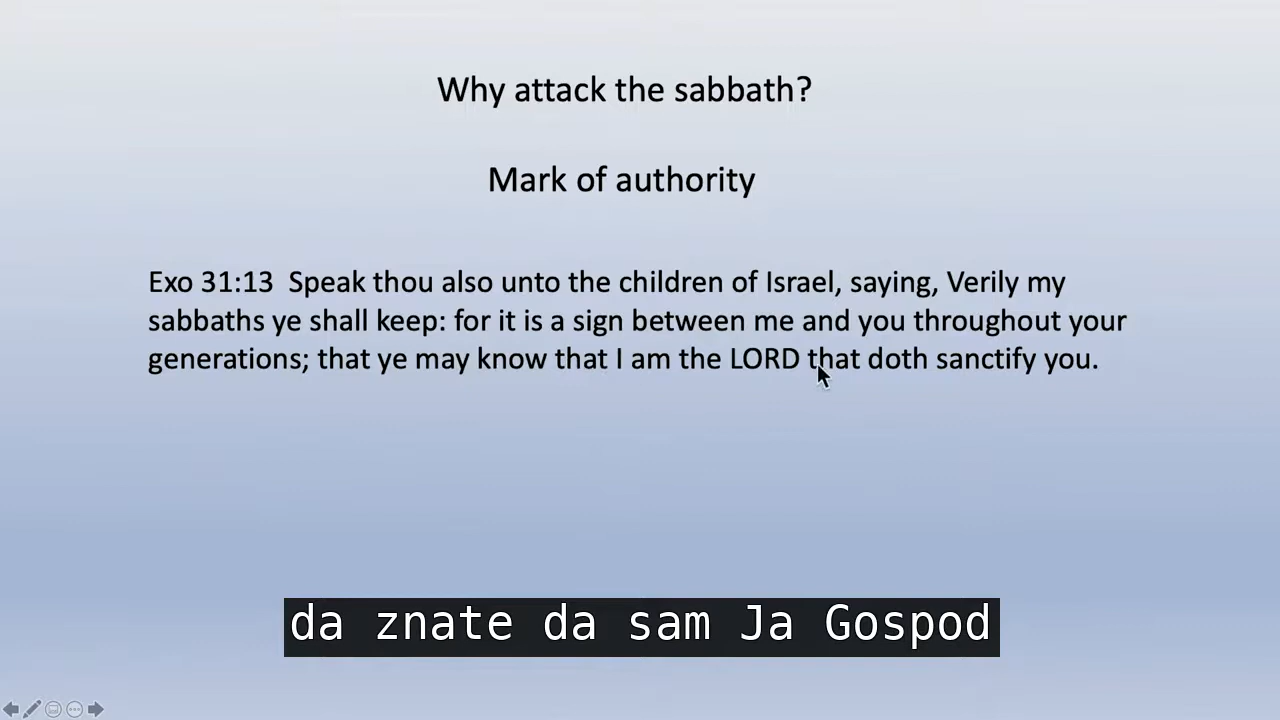 Why attack the sabbath?
Mark of authority
Exo 31:13  Speak thou also unto the children of Israel, saying, Verily my
sabbaths ye shall keep: for it is a sign between me and you throughout your
generations; that ye may know that I am the LORD that doth sanctify you.
da znate da sam Ja Gospod